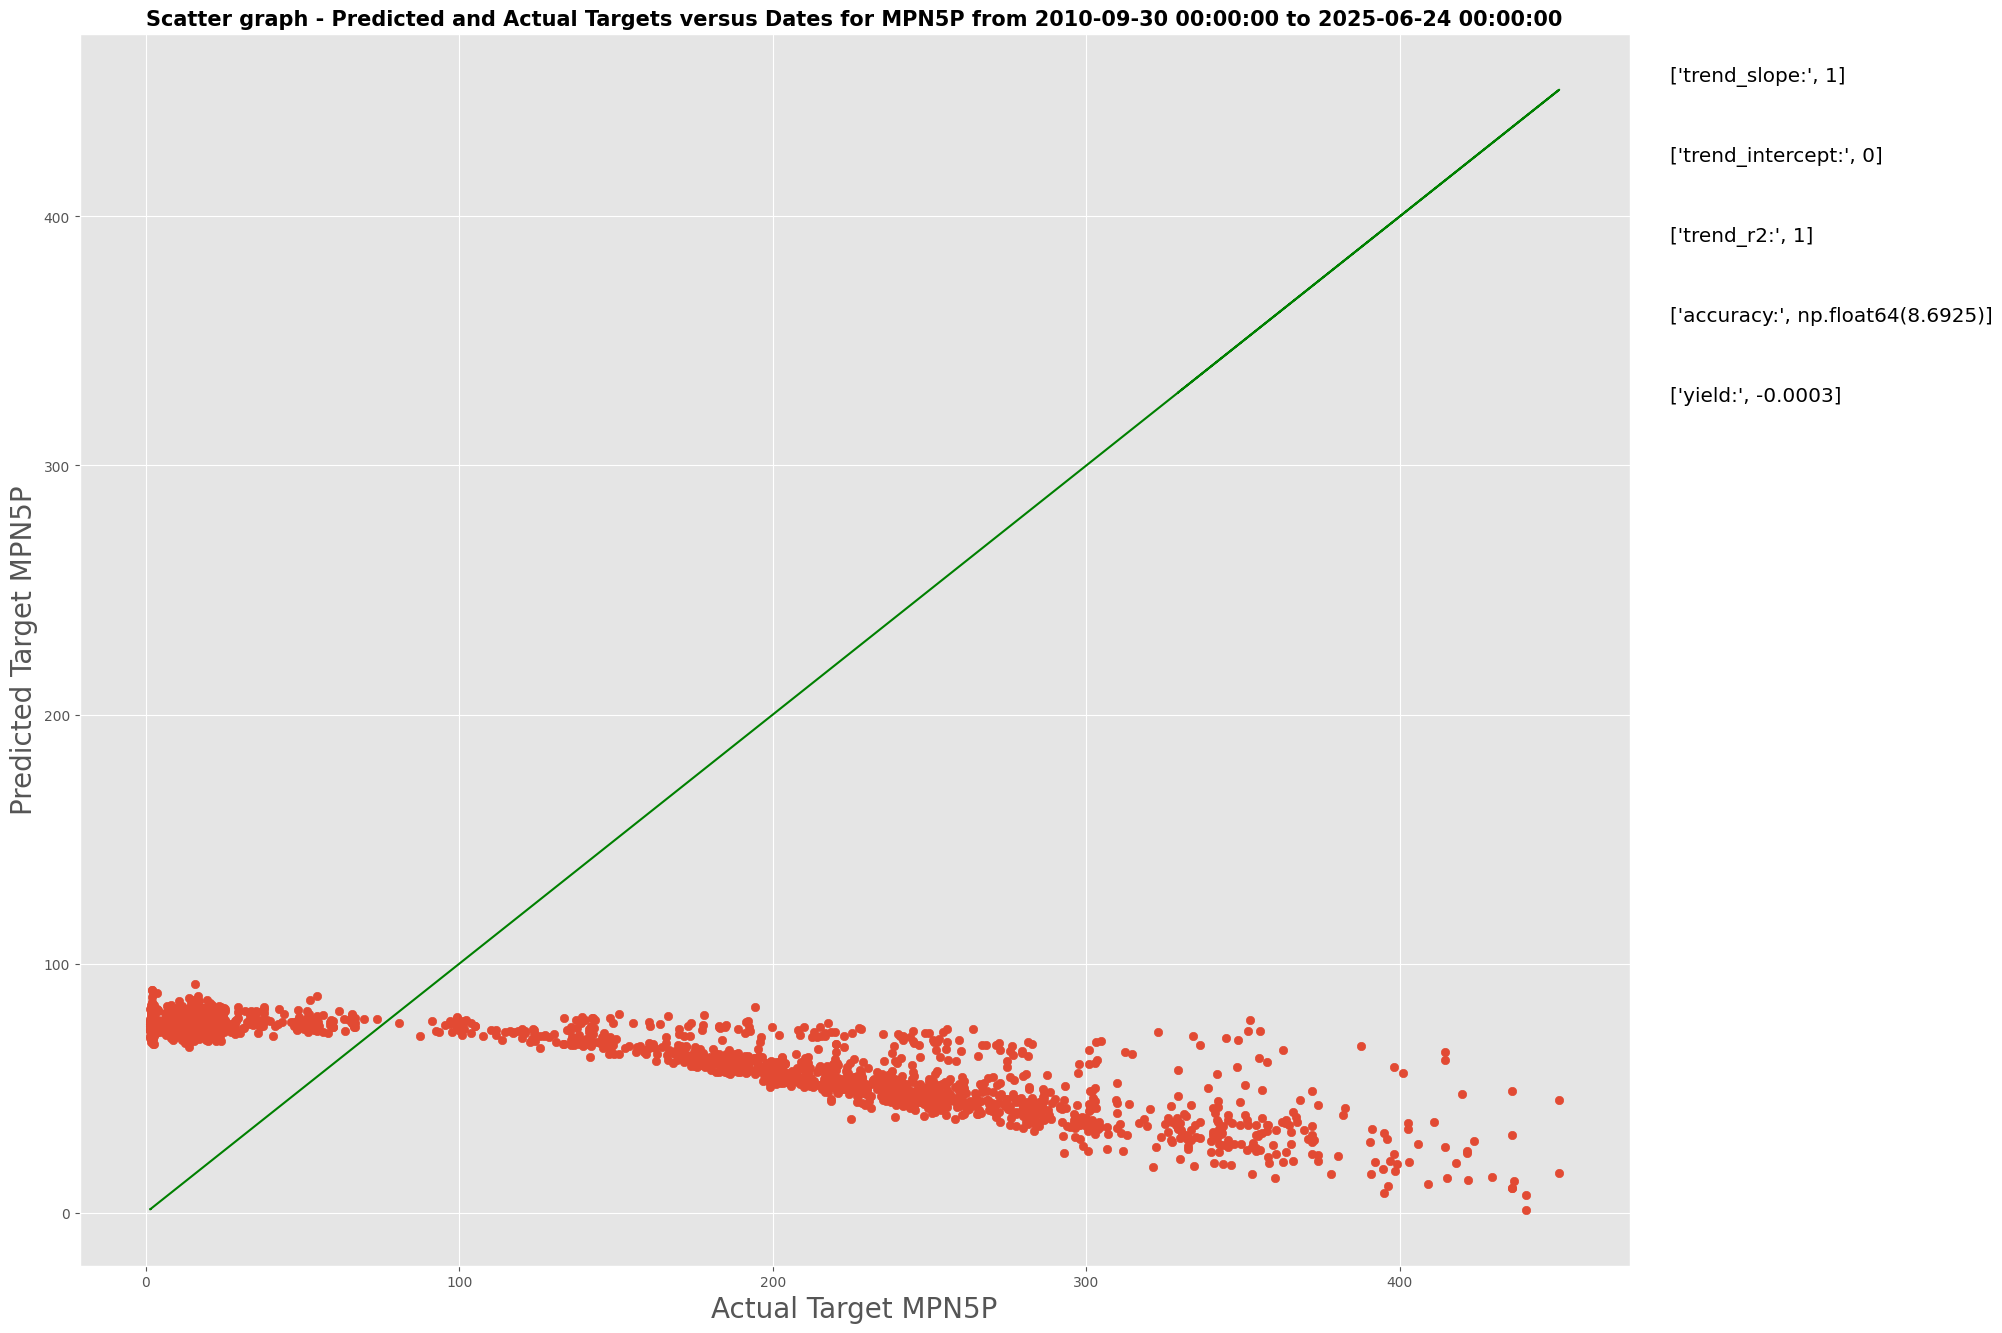 Scatter graph - Predicted and Actual Targets versus Dates for MPN5P from 2010-09-30 00:00:00 to 2025-06-24 00:00:00
['trend_slope:', 1]
['trend_intercept:', 0]
['trend_r2:', 1]
['accuracy:', np.float64(8.6925)]
['yield:', -0.0003]
Predicted Target MPN5P
400
300
200
100
0
0 100 200 300 400
Actual Target MPN5P